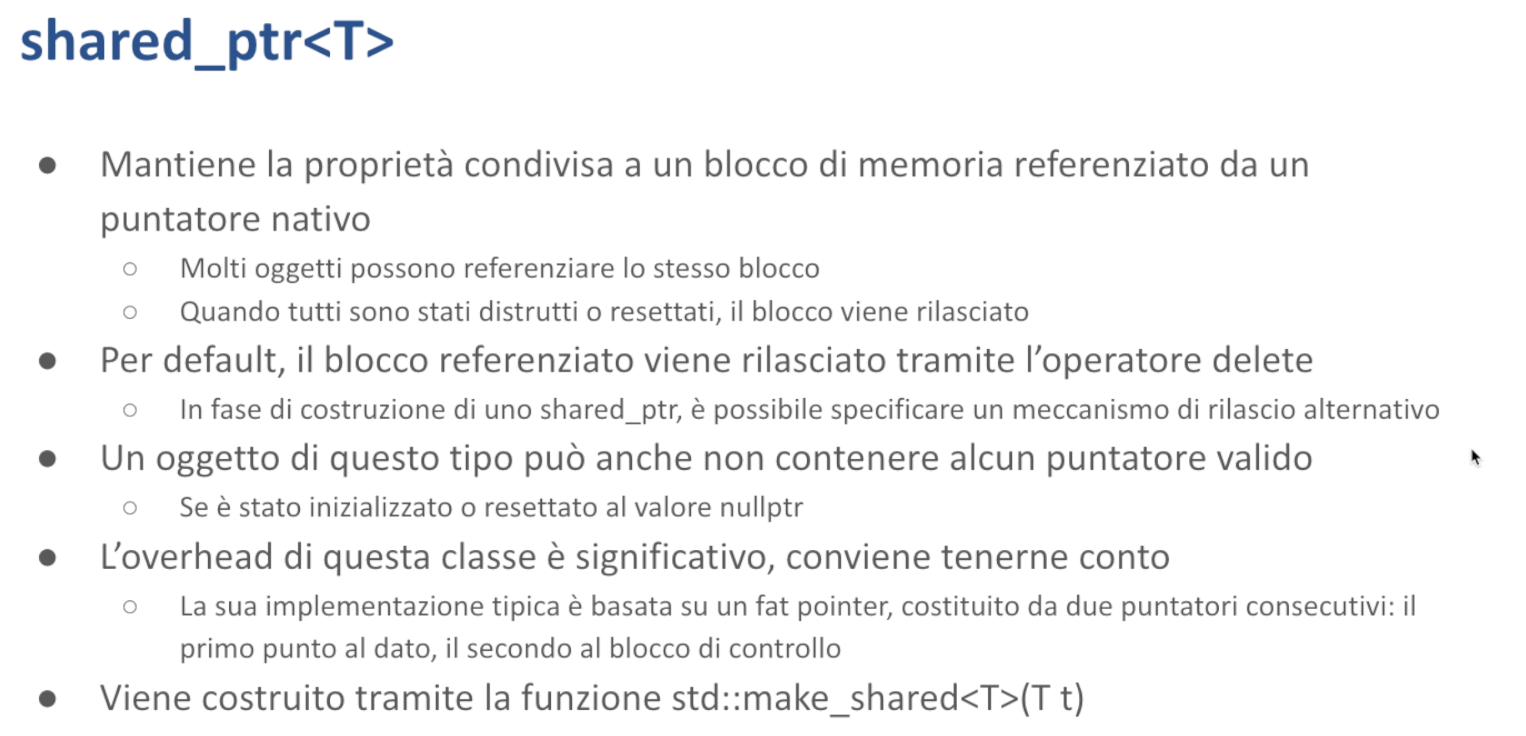 shared_ptr<T>
● Mantiene la proprietà condivisa a un blocco di memoria referenziato da un
puntatore nativo
○ Molti oggetti possono referenziare lo stesso blocco
○ Quando tutti sono stati distrutti o resettati, il blocco viene rilasciato
● Per default, il blocco referenziato viene rilasciato tramite l’operatore delete
○ In fase di costruzione di uno shared_ptr, è possibile specificare un meccanismo di rilascio alternativo
● Un oggetto di questo tipo può anche non contenere alcun puntatore valido
○ Se è stato inizializzato o resettato al valore nullptr
● L’overhead di questa classe è significativo, conviene tenerne conto
○ La sua implementazione tipica è basata su un fat pointer, costituito da due puntatori consecutivi: il
primo punto al dato, il secondo al blocco di controllo
● Viene costruito tramite la funzione std::make_shared<T>(T t)